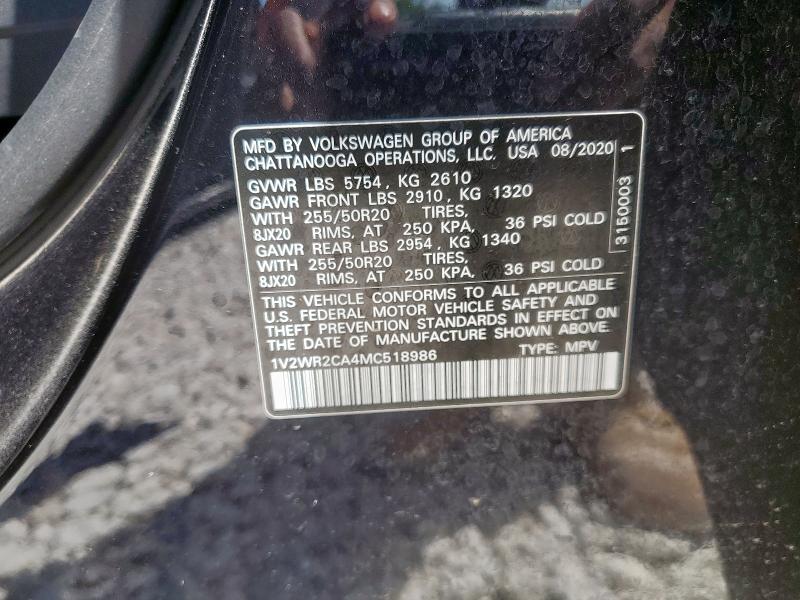 MFD BY VOLKSWAGEN GROUP OF AMERICA
CHATTANOOGA OPERATIONS, LLC. USA 08/2020
GVWR LBS 5754, KG 2610
GAWR FRONT LBS 2910, KG 1320
WITH 255/50R20 TIRES,
8JX20 RIMS, AT 250 KPA, 36 PSI COLD
GAWR REAR LBS 2954, KG 1340
WITH 255/50R20 TIRES,
8JX20 RIMS, AT 250 KPA, 36 PSI COLD
THIS VEHICLE CONFORMS TO ALL APPLICABLE
U.S. FEDERAL MOTOR VEHICLE SAFETY AND
THEFT PREVENTION STANDARDS IN EFFECT ON
THE DATE OF MANUFACTURE SHOWN ABOVE.
1V2WR2CA4MC518986 TYPE: MPV
3150003 1